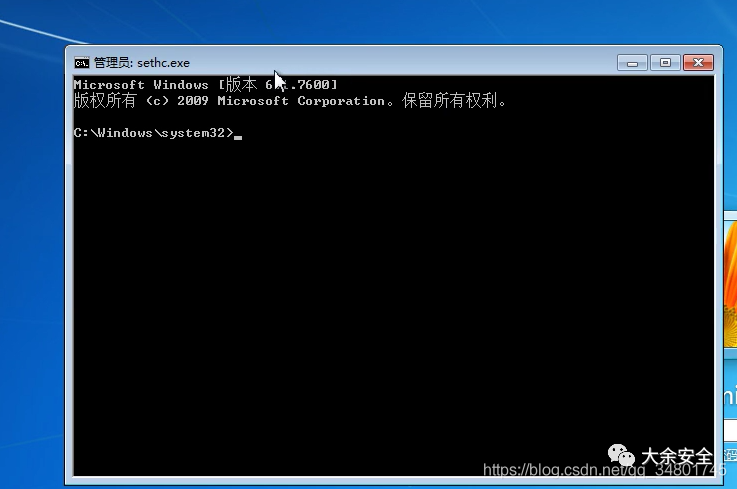 管理员: sethc.exe
Microsoft Windows [版本 6.1.7600]
版权所有 (c) 2009 Microsoft Corporation。保留所有权利。
C:\Windows\system32>
大余安全
https://blog.csdn.net/qq_34801745